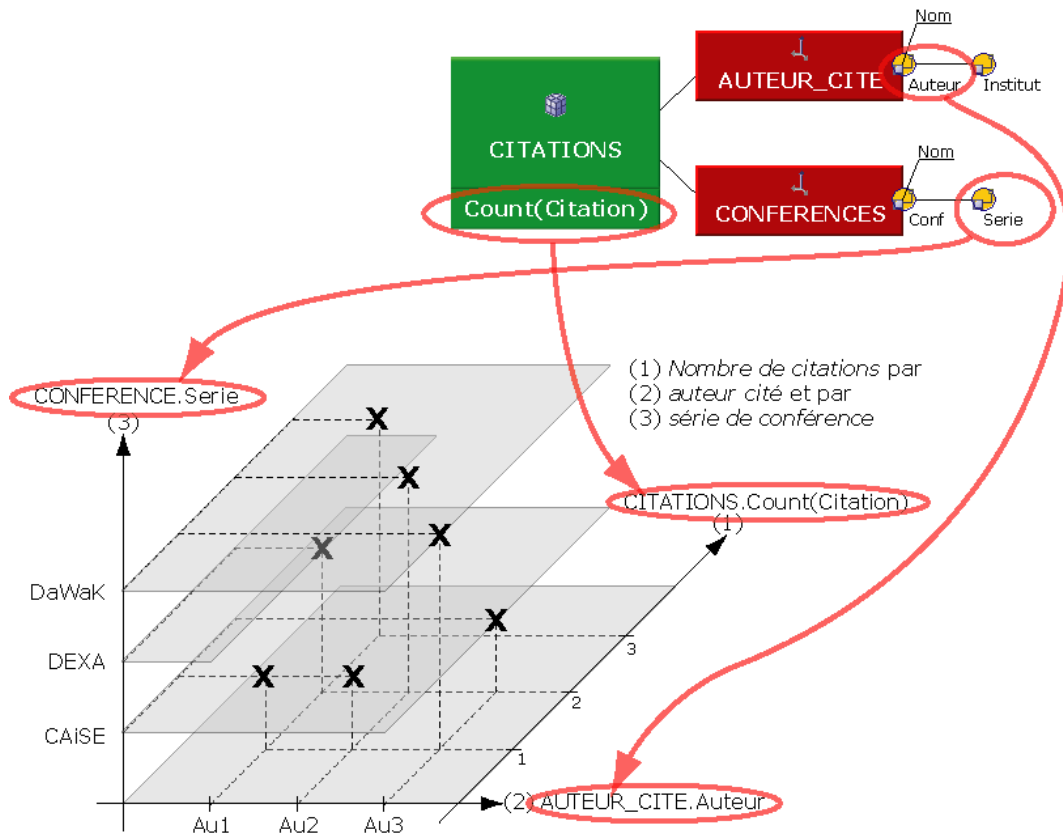 Nom
AUTEUR_CITE
Auteur
Institut
CITATIONS
Count(Citation)
Nom
CONFERENCES
Conf
Serie
(1) Nombre de citations par
(2) auteur cité et par
(3) série de conférence
CONFERENCE.Serie
(3)
CITATIONS.Count(Citation)
(1)
X
X
X
X
X
X
X
DaWaK
DEXA
CAiSE
3
2
1
(2) AUTEUR_CITE.Auteur
Au1
Au2
Au3